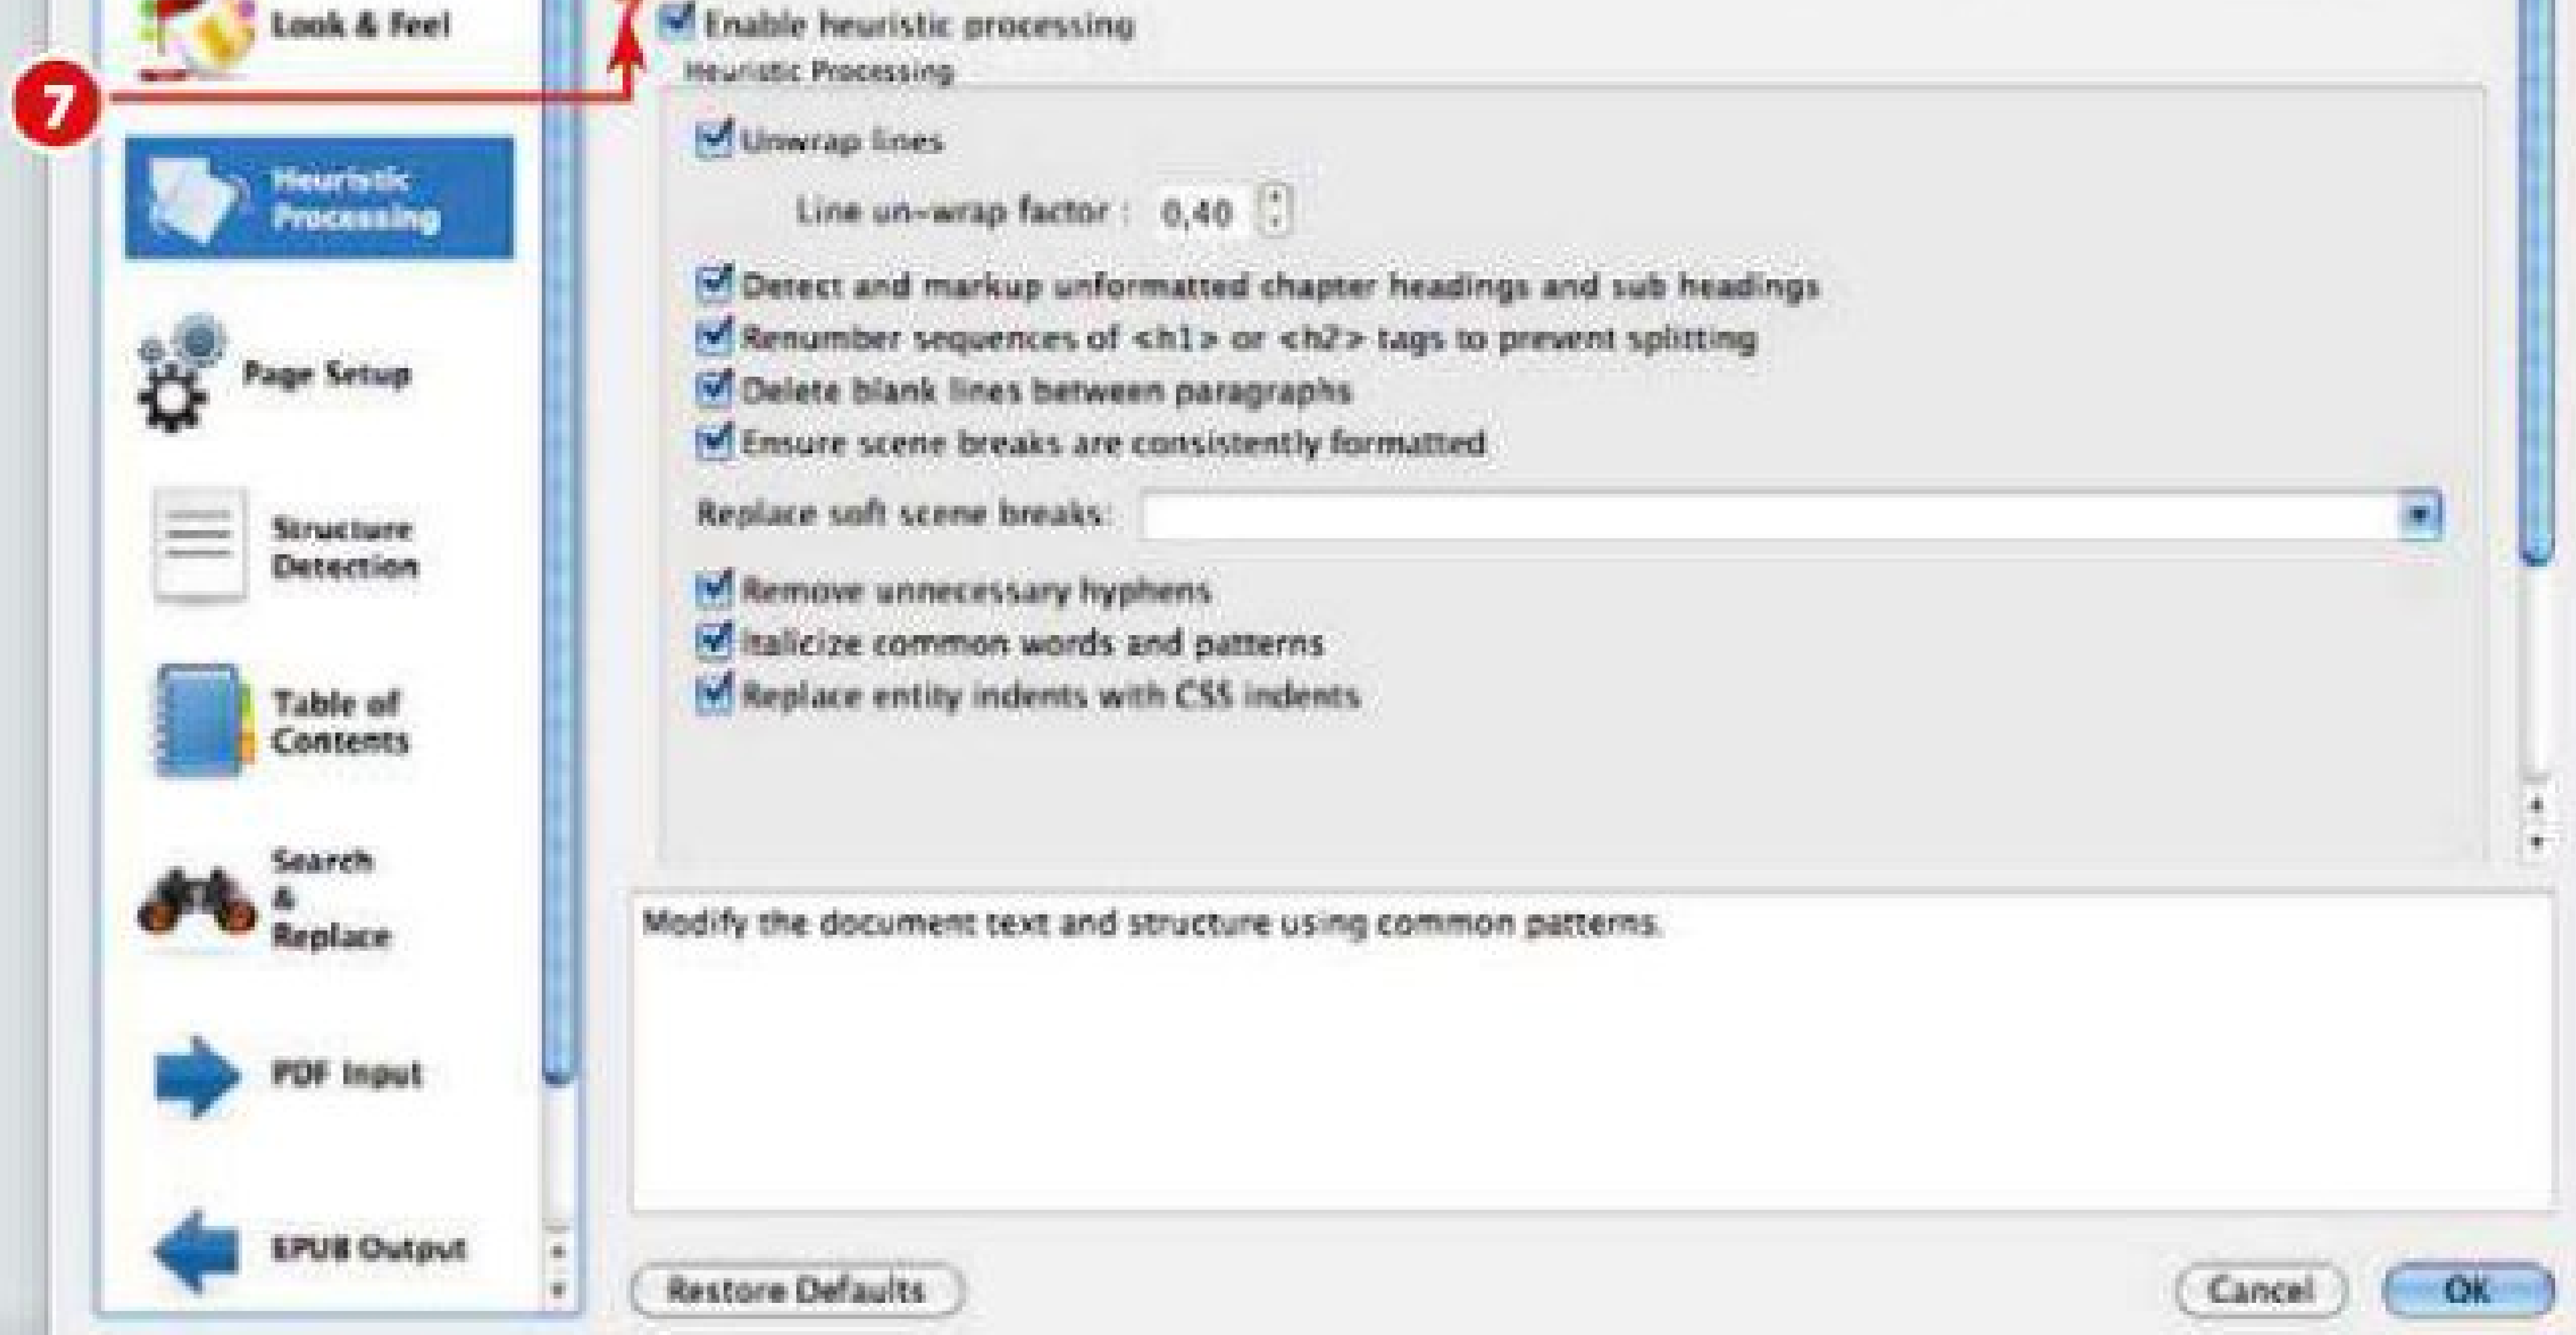 Look & Feel
Enable heuristic processing
Heuristic Processing
7
Unwrap lines
Heuristic
Processing
Line un-wrap factor : 0,40
Detect and markup unformatted chapter headings and sub headings
Renumber sequences of <h1> or <h2> tags to prevent splitting
Page Setup
Delete blank lines between paragraphs
Ensure scene breaks are consistently formatted
Replace soft scene breaks:
Structure
Detection
Remove unnecessary hyphens
Italicize common words and patterns
Replace entity indents with CSS indents
Table of
Contents
Search
&
Replace
Modify the document text and structure using common patterns.
PDF Input
EPUB Output
Restore Defaults
Cancel
OK